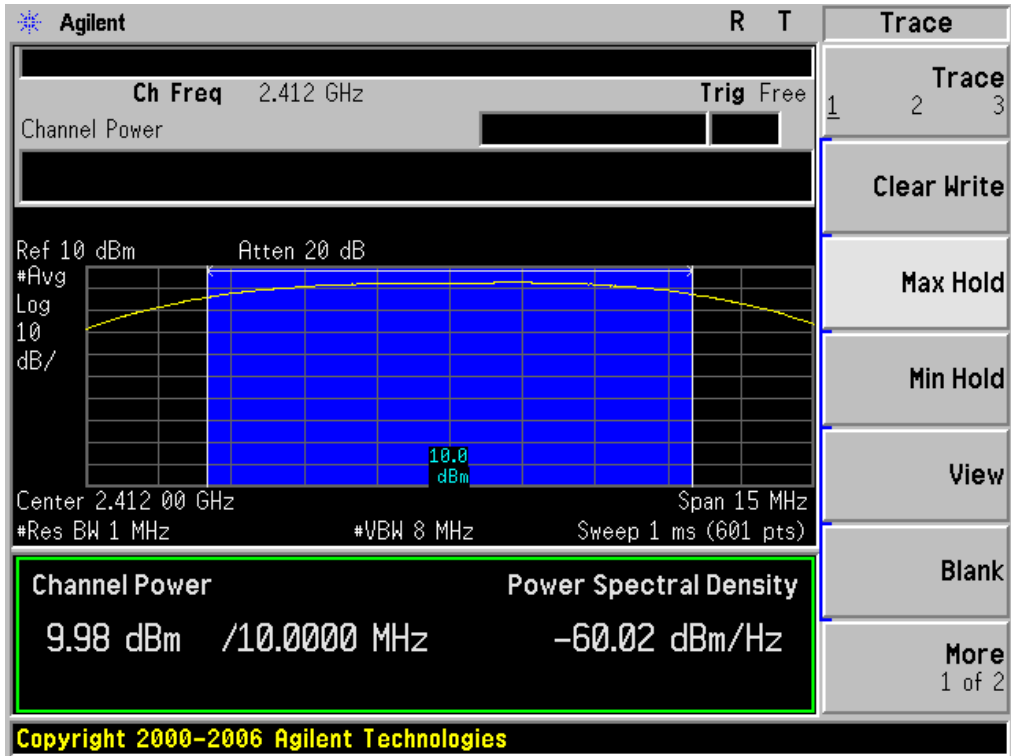 Agilent R T Trace
Ch Freq 2.412 GHz Trig Free
Channel Power
Trace
1 2 3
Clear Write
Ref 10 dBm Atten 20 dB
#Avg
Log
10
dB/
Max Hold
Min Hold
10.0
dBm
View
Center 2.412 00 GHz Span 15 MHz
#Res BW 1 MHz #VBW 8 MHz Sweep 1 ms (601 pts)
Channel Power Power Spectral Density
9.98 dBm /10.0000 MHz -60.02 dBm/Hz
Blank
More
1 of 2
Copyright 2000-2006 Agilent Technologies